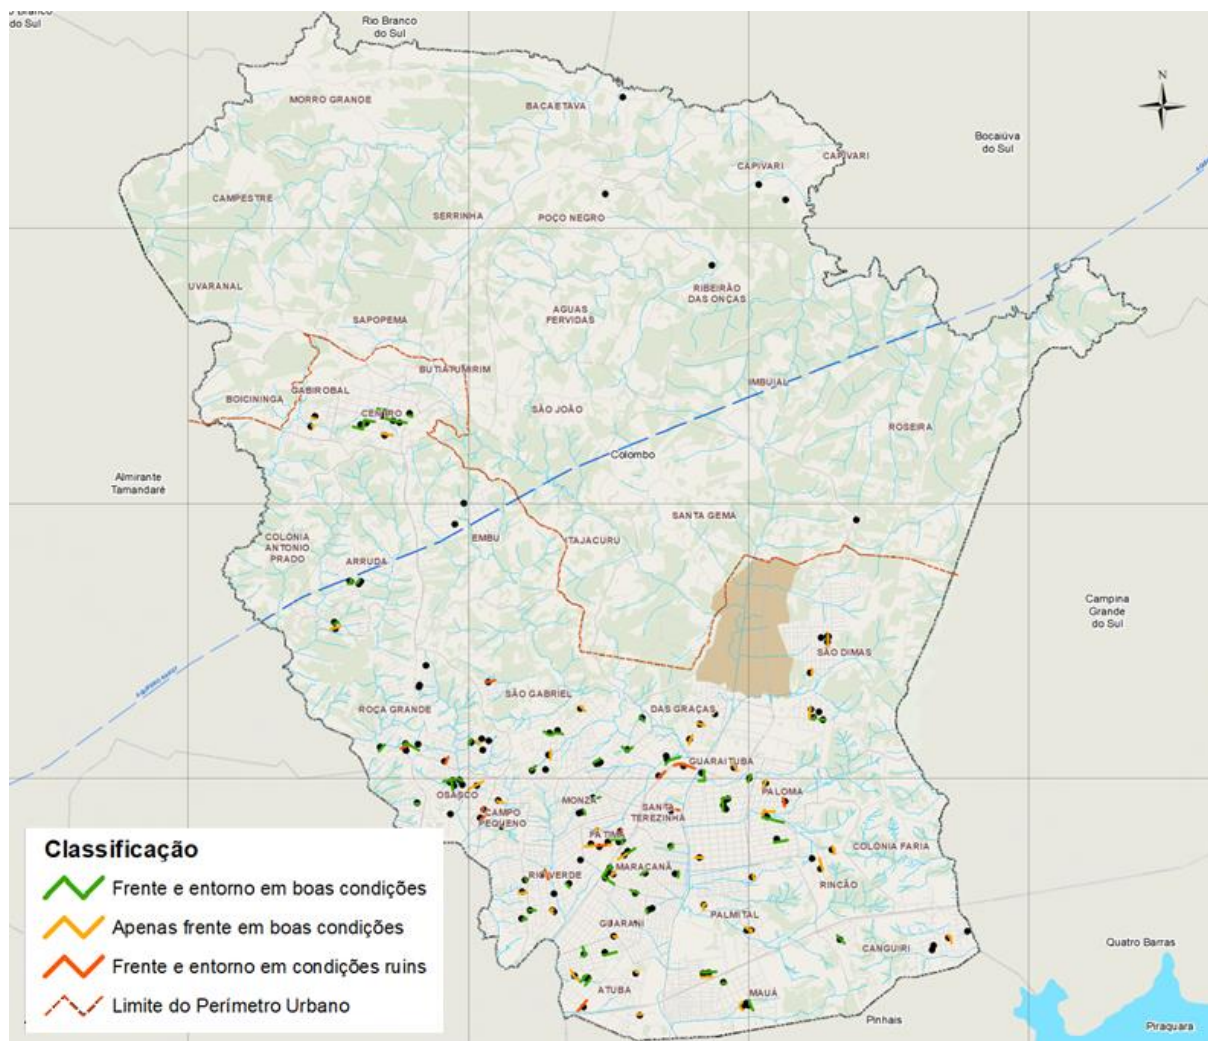 do Sul
Rio Branco
do Sul
N
MORRO GRANDE
BACAETAVA
Bocaiúva
do Sul
CAPIVARI
CAPIVARI
CAMPESTRE
SERRINHA
POÇO NEGRO
UVARANAL
RIBEIRÃO
DAS ONÇAS
AGUAS
FERVIDAS
SAPOPEMA
BUTIATUMIRIM
IMBUIAL
GABIROBAL
BOICININGA
CENTRO
SÃO JOÃO
ROSEIRA
Colombo
Almirante
Tamandaré
SANTA GEMA
COLONIA
ANTONIO
PRADO
EMBU
ITAJACURU
ARRUDA
Campina
Grande
do Sul
SÃO DIMAS
SÃO GABRIEL
ROÇA GRANDE
DAS GRAÇAS
GUARAITUBA
OSASCO
MONZA
PALOMA
CAMPO
PEQUENO
SANTA
TEREZINHA
FÁTIMA
COLONIA FARIA
MARACANÃ
RIO VERDE
RINCÃO
GUARANI
PALMITAL
CANGUIRI
Quatro Barras
ATUBA
MAUÁ
Pinhais
Piraquara
Classificação
Frente e entorno em boas condições
Apenas frente em boas condições
Frente e entorno em condições ruins
Limite do Perímetro Urbano